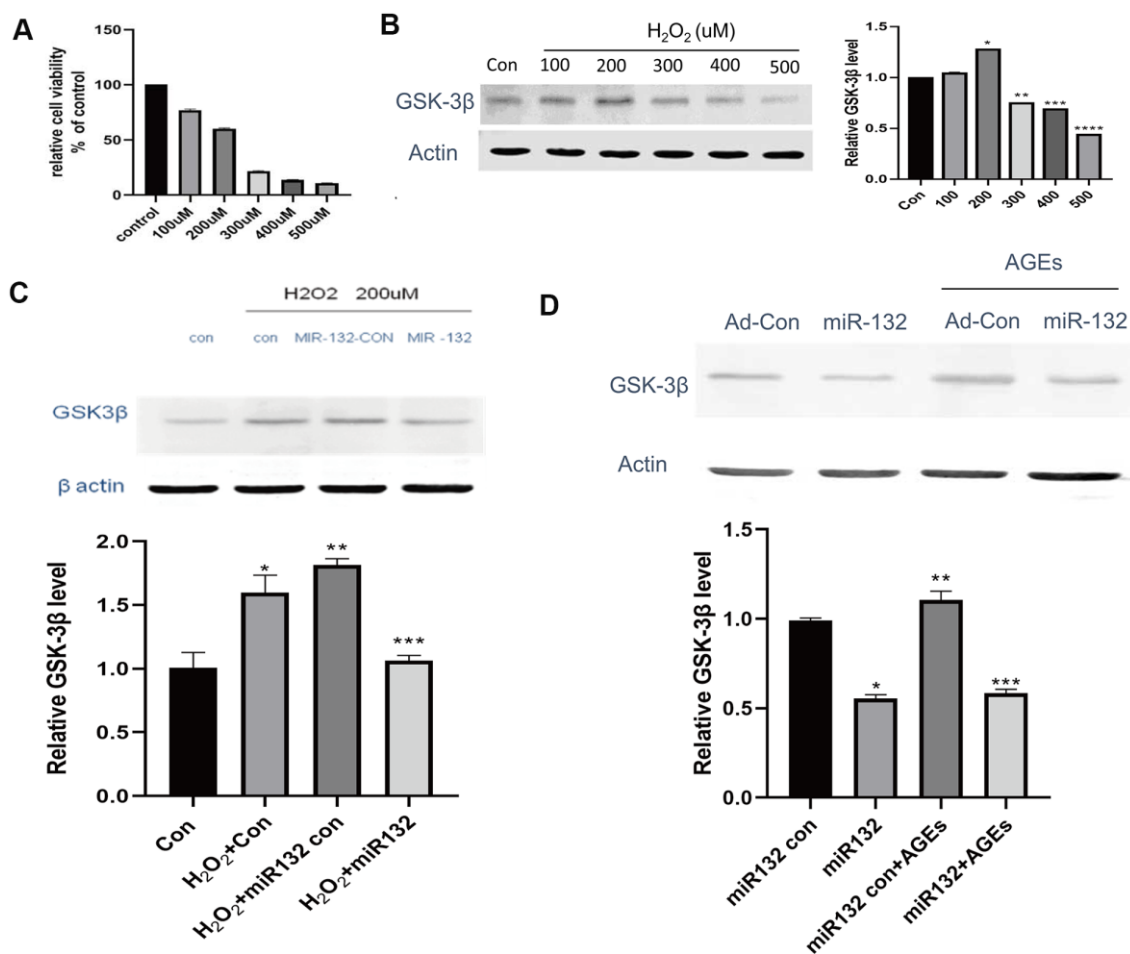 A
relative cell viability
% of control
150
100
50
0
control
100uM
200uM
300uM
400uM
500uM
B
H₂O₂ (uM)
Con 100 200 300 400 500
GSK-3β
Actin
Relative GSK-3β level
1.5
1.0
0.5
0.0
*
**
***
****
Con
100
200
300
400
500
C
H2O2 200uM
con con MIR-132-CON MIR -132
GSK3β
β actin
Relative GSK-3β level
2.0
1.5
1.0
0.5
0.0
*
**
***
Con
H₂O₂+Con
H₂O₂+miR132 con
H₂O₂+miR132
D
AGEs
Ad-Con miR-132 Ad-Con miR-132
GSK-3β
Actin
Relative GSK-3β level
1.5
1.0
0.5
0.0
*
**
***
miR132 con
miR132
miR132 con+AGEs
miR132+AGEs